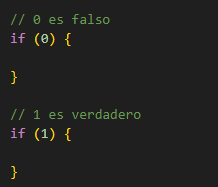 // 0 es falso
if (0) {
}
// 1 es verdadero
if (1) {
}